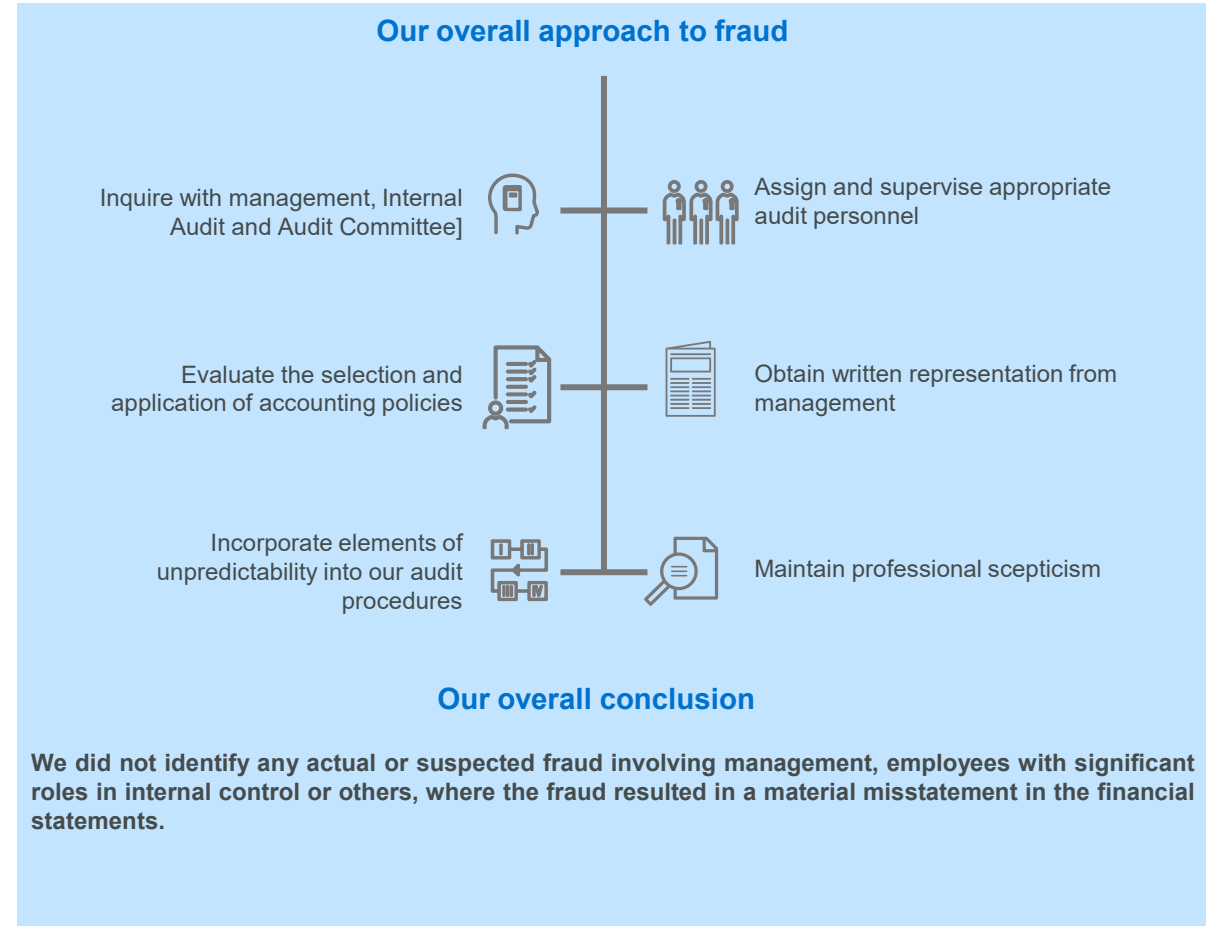 Our overall approach to fraud
Inquire with management, Internal
Audit and Audit Committee]
Assign and supervise appropriate
audit personnel
Evaluate the selection and
application of accounting policies
Obtain written representation from
management
Incorporate elements of
unpredictability into our audit
procedures
I
II
III
IV
Maintain professional scepticism
Our overall conclusion
We did not identify any actual or suspected fraud involving management, employees with significant
roles in internal control or others, where the fraud resulted in a material misstatement in the financial
statements.